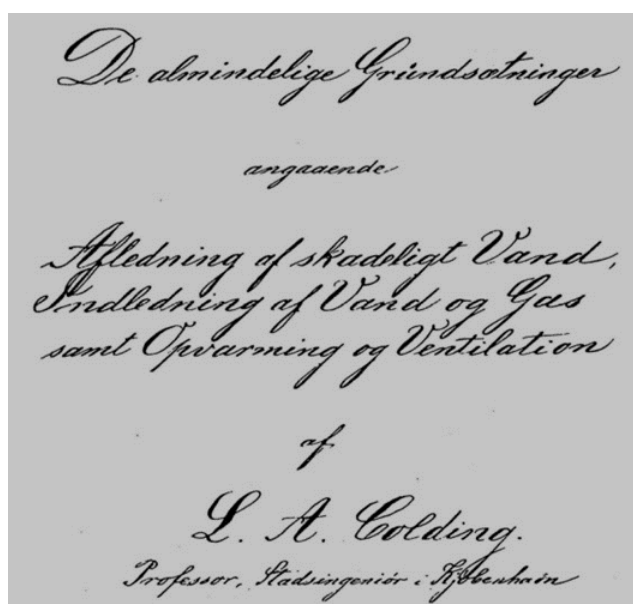 De almindelige Grundsætninger
angaaende
Afledning af skadeligt Vand,
Indledning af Vand og Gas
samt Opvarming og Ventilation
af
L. A. Colding.
Professor, Stadsingeniør i Kjøbenhavn